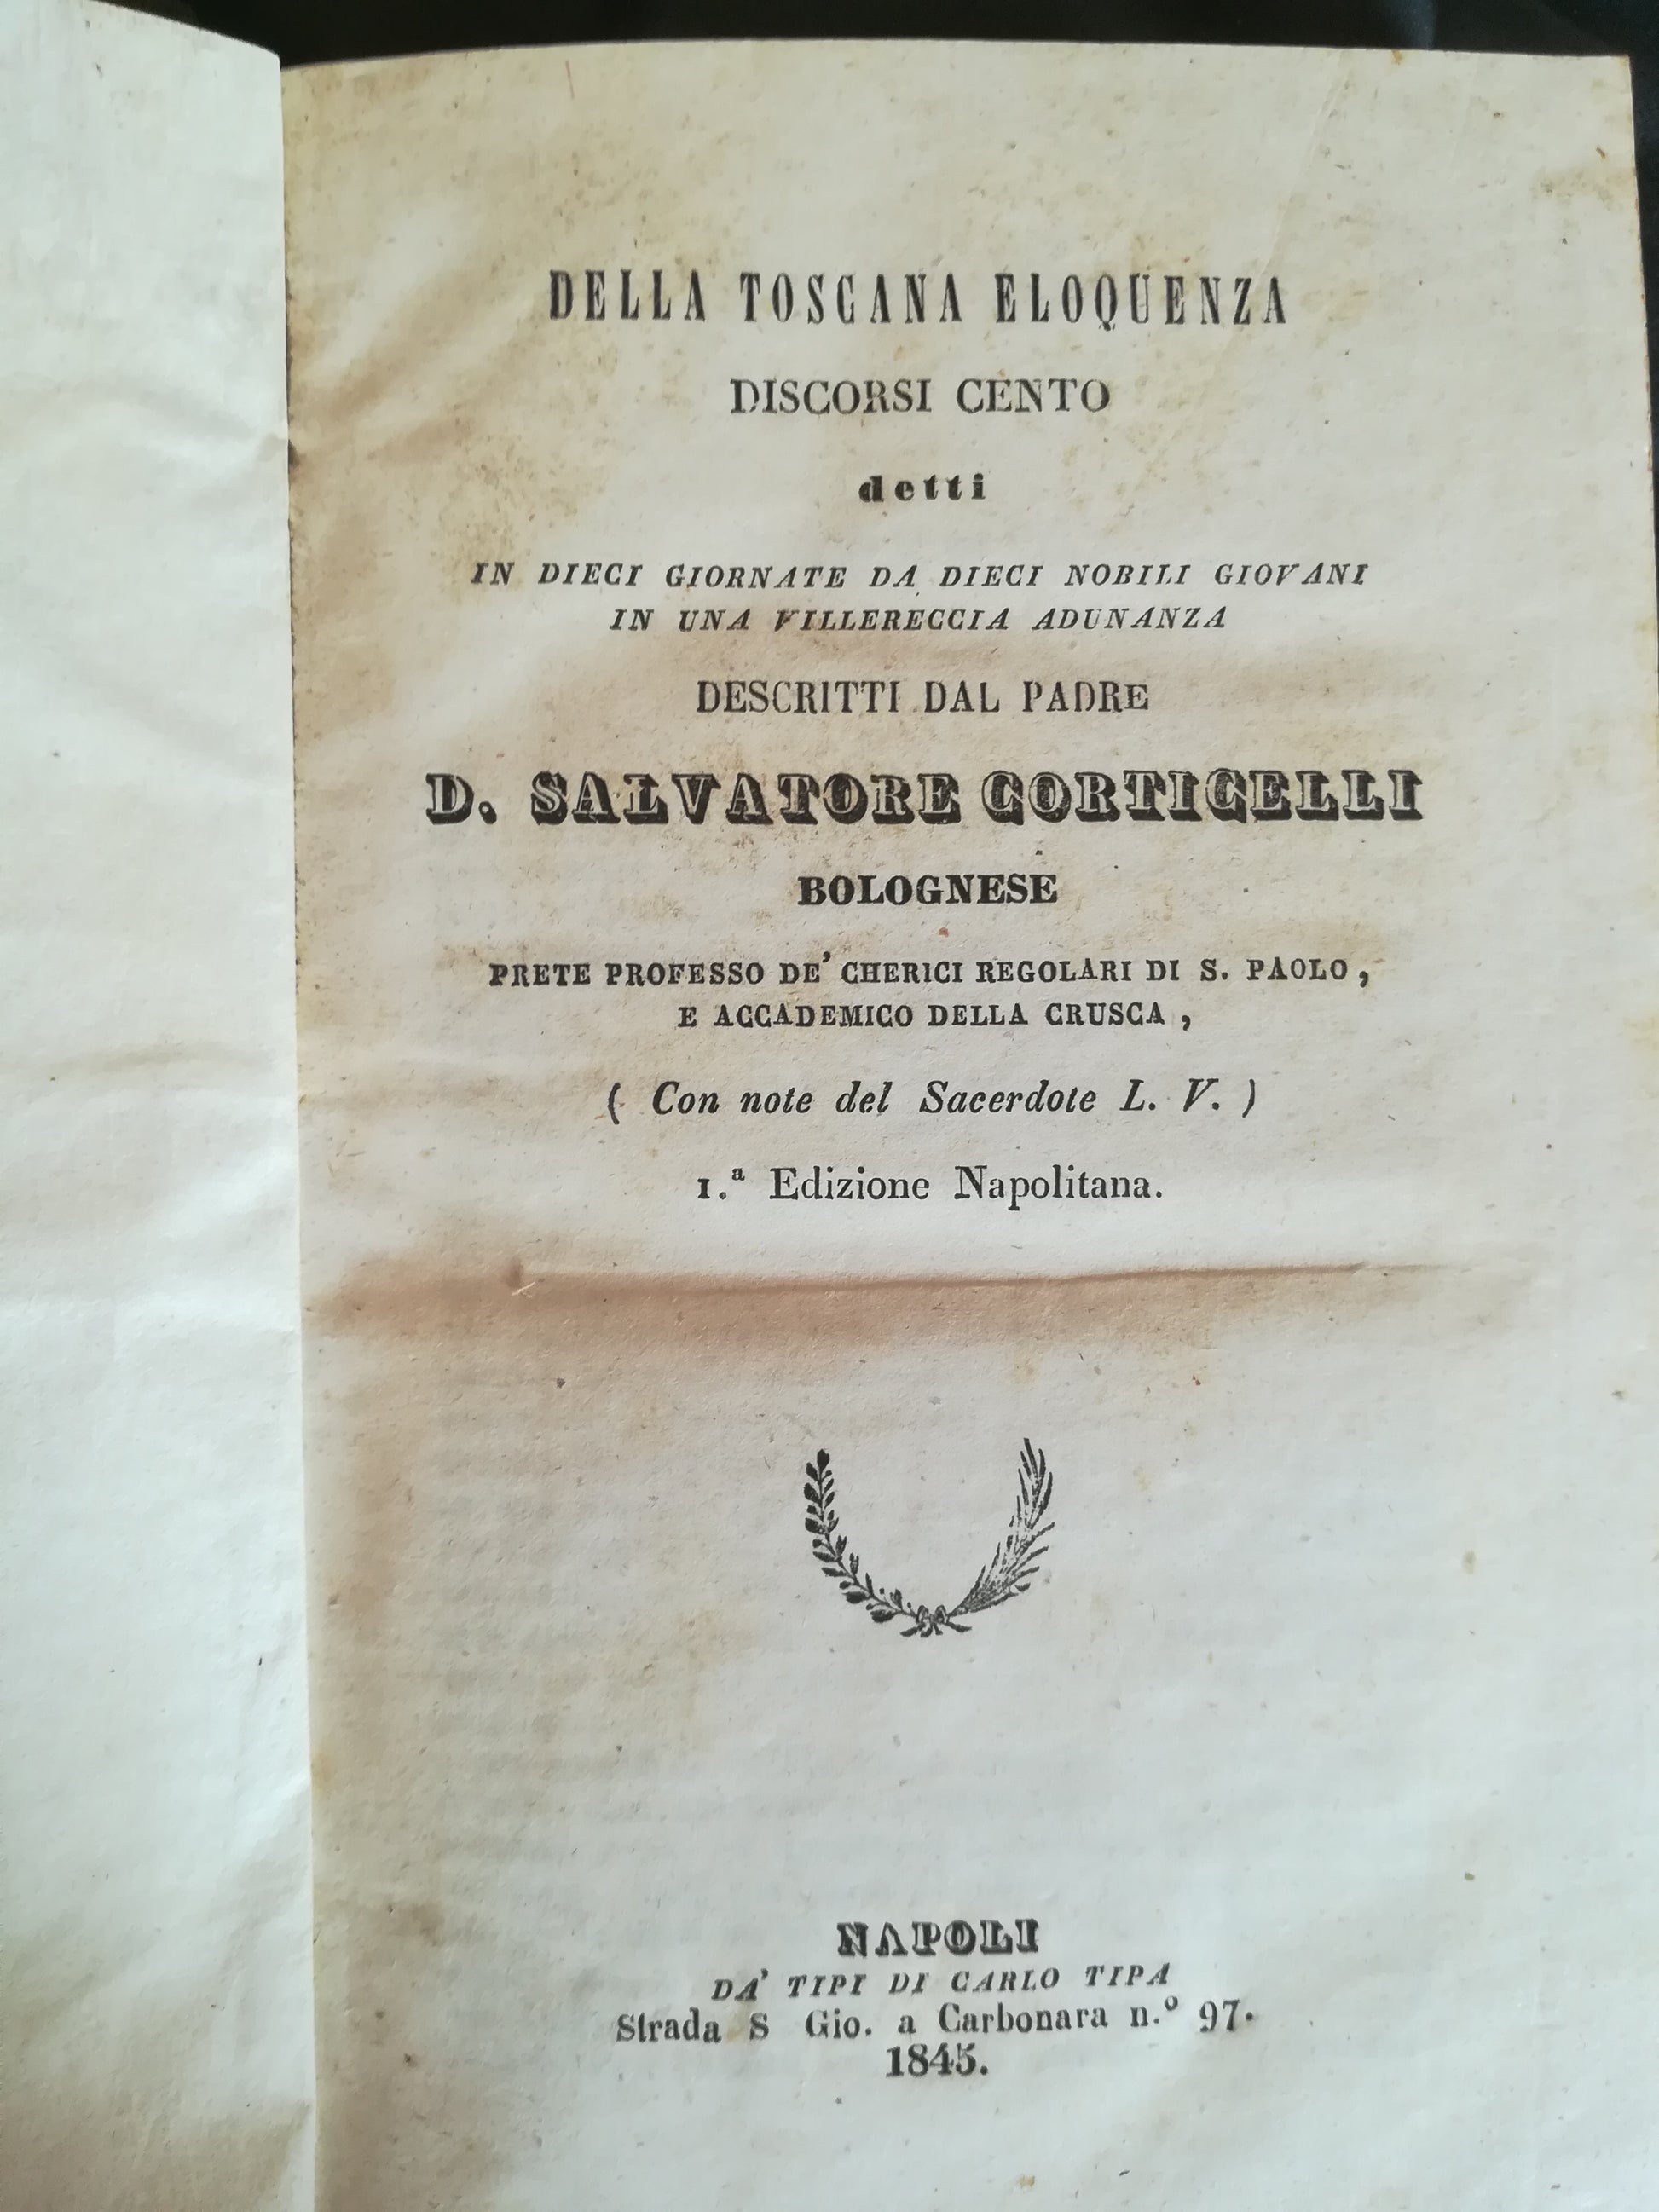 DELLA TOSCANA ELOQUENZA
DISCORSI CENTO
detti
IN DIECI GIORNATE DA DIECI NOBILI GIOVANI
IN UNA VILLERECCIA ADUNANZA
DESCRITTI DAL PADRE
D. SALVATORE CORTICELLI
BOLOGNESE
PRETE PROFESSO DE' CHERICI REGOLARI DI S. PAOLO,
E ACCADEMICO DELLA CRUSCA,
( Con note del Sacerdote L. V. )
1.ª Edizione Napolitana.
NAPOLI
DA' TIPI DI CARLO TIPA
Strada S Gio. a Carbonara n.º 97.
1845.